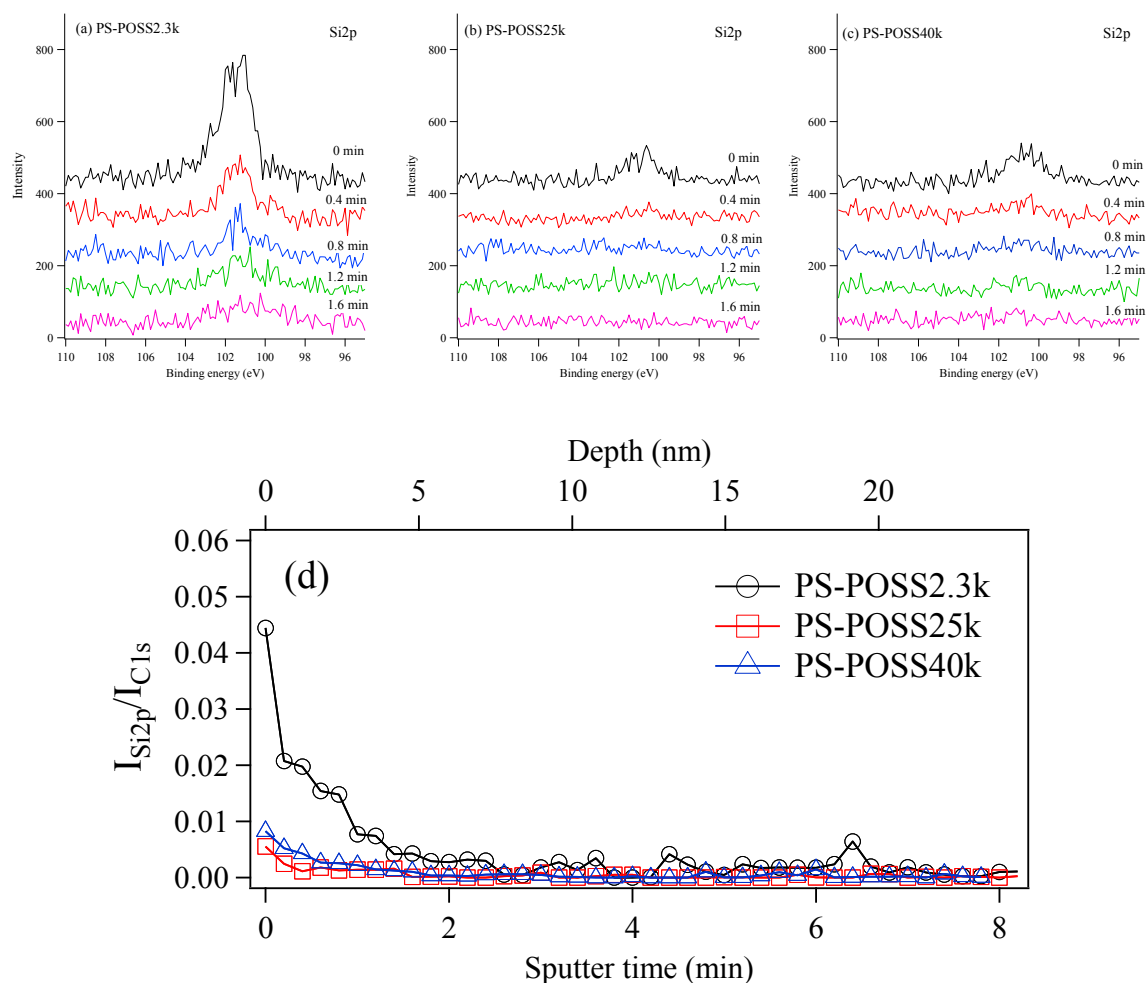 (a) PS-POSS2.3k Si2p
800
600
400
200
0
Intensity
0 min
0.4 min
0.8 min
1.2 min
1.6 min
110 108 106 104 102 100 98 96
Binding energy (eV)
(b) PS-POSS25k Si2p
800
600
400
200
0
Intensity
0 min
0.4 min
0.8 min
1.2 min
1.6 min
110 108 106 104 102 100 98 96
Binding energy (eV)
(c) PS-POSS40k Si2p
800
600
400
200
0
Intensity
0 min
0.4 min
0.8 min
1.2 min
1.6 min
110 108 106 104 102 100 98 96
Binding energy (eV)
Depth (nm)
0 5 10 15 20
(d)
PS-POSS2.3k
PS-POSS25k
PS-POSS40k
0.06
0.05
0.04
0.03
0.02
0.01
0.00
I_Si2p/I_C1s
0 2 4 6 8
Sputter time (min)